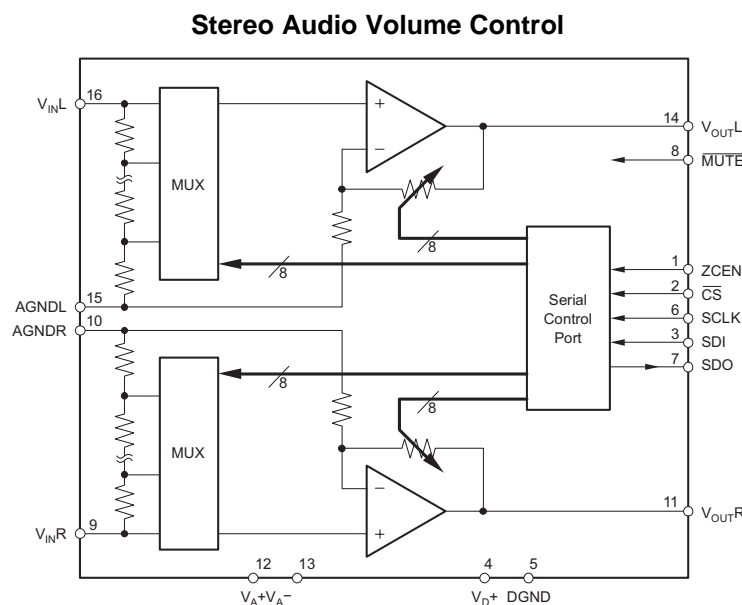 Stereo Audio Volume Control
VINL 16
MUX
+
−
14 VOUTL
8 MUTE
8
8
Serial
Control
Port
1 ZCEN
2 CS
6 SCLK
3 SDI
7 SDO
AGNDL 15
AGNDR 10
8
8
MUX
−
+
11 VOUTR
VINR 9
12 13 4 5
VA+ VA− VD+ DGND